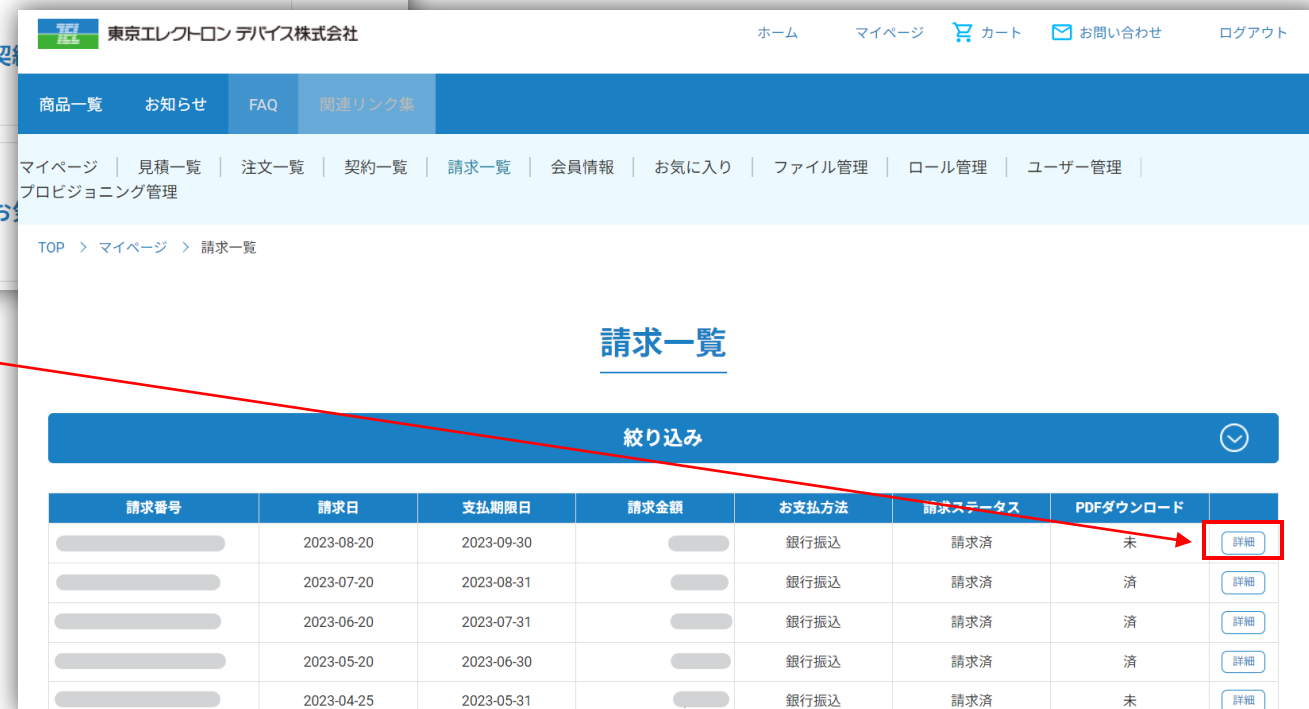 TEL 東京エレクトロン デバイス株式会社
ホーム マイページ カート お問い合わせ ログアウト
商品一覧 お知らせ FAQ 関連リンク集
マイページ 見積一覧 注文一覧 契約一覧 請求一覧 会員情報 お気に入り ファイル管理 ロール管理 ユーザー管理
プロビジョニング管理
TOP > マイページ > 請求一覧
請求一覧
絞り込み
請求番号 請求日 支払期限日 請求金額 お支払方法 請求ステータス PDFダウンロード
2023-08-20 2023-09-30 銀行振込 請求済 未 詳細
2023-07-20 2023-08-31 銀行振込 請求済 済 詳細
2023-06-20 2023-07-31 銀行振込 請求済 済 詳細
2023-05-20 2023-06-30 銀行振込 請求済 済 詳細
2023-04-25 2023-05-31 銀行振込 請求済 未 詳細